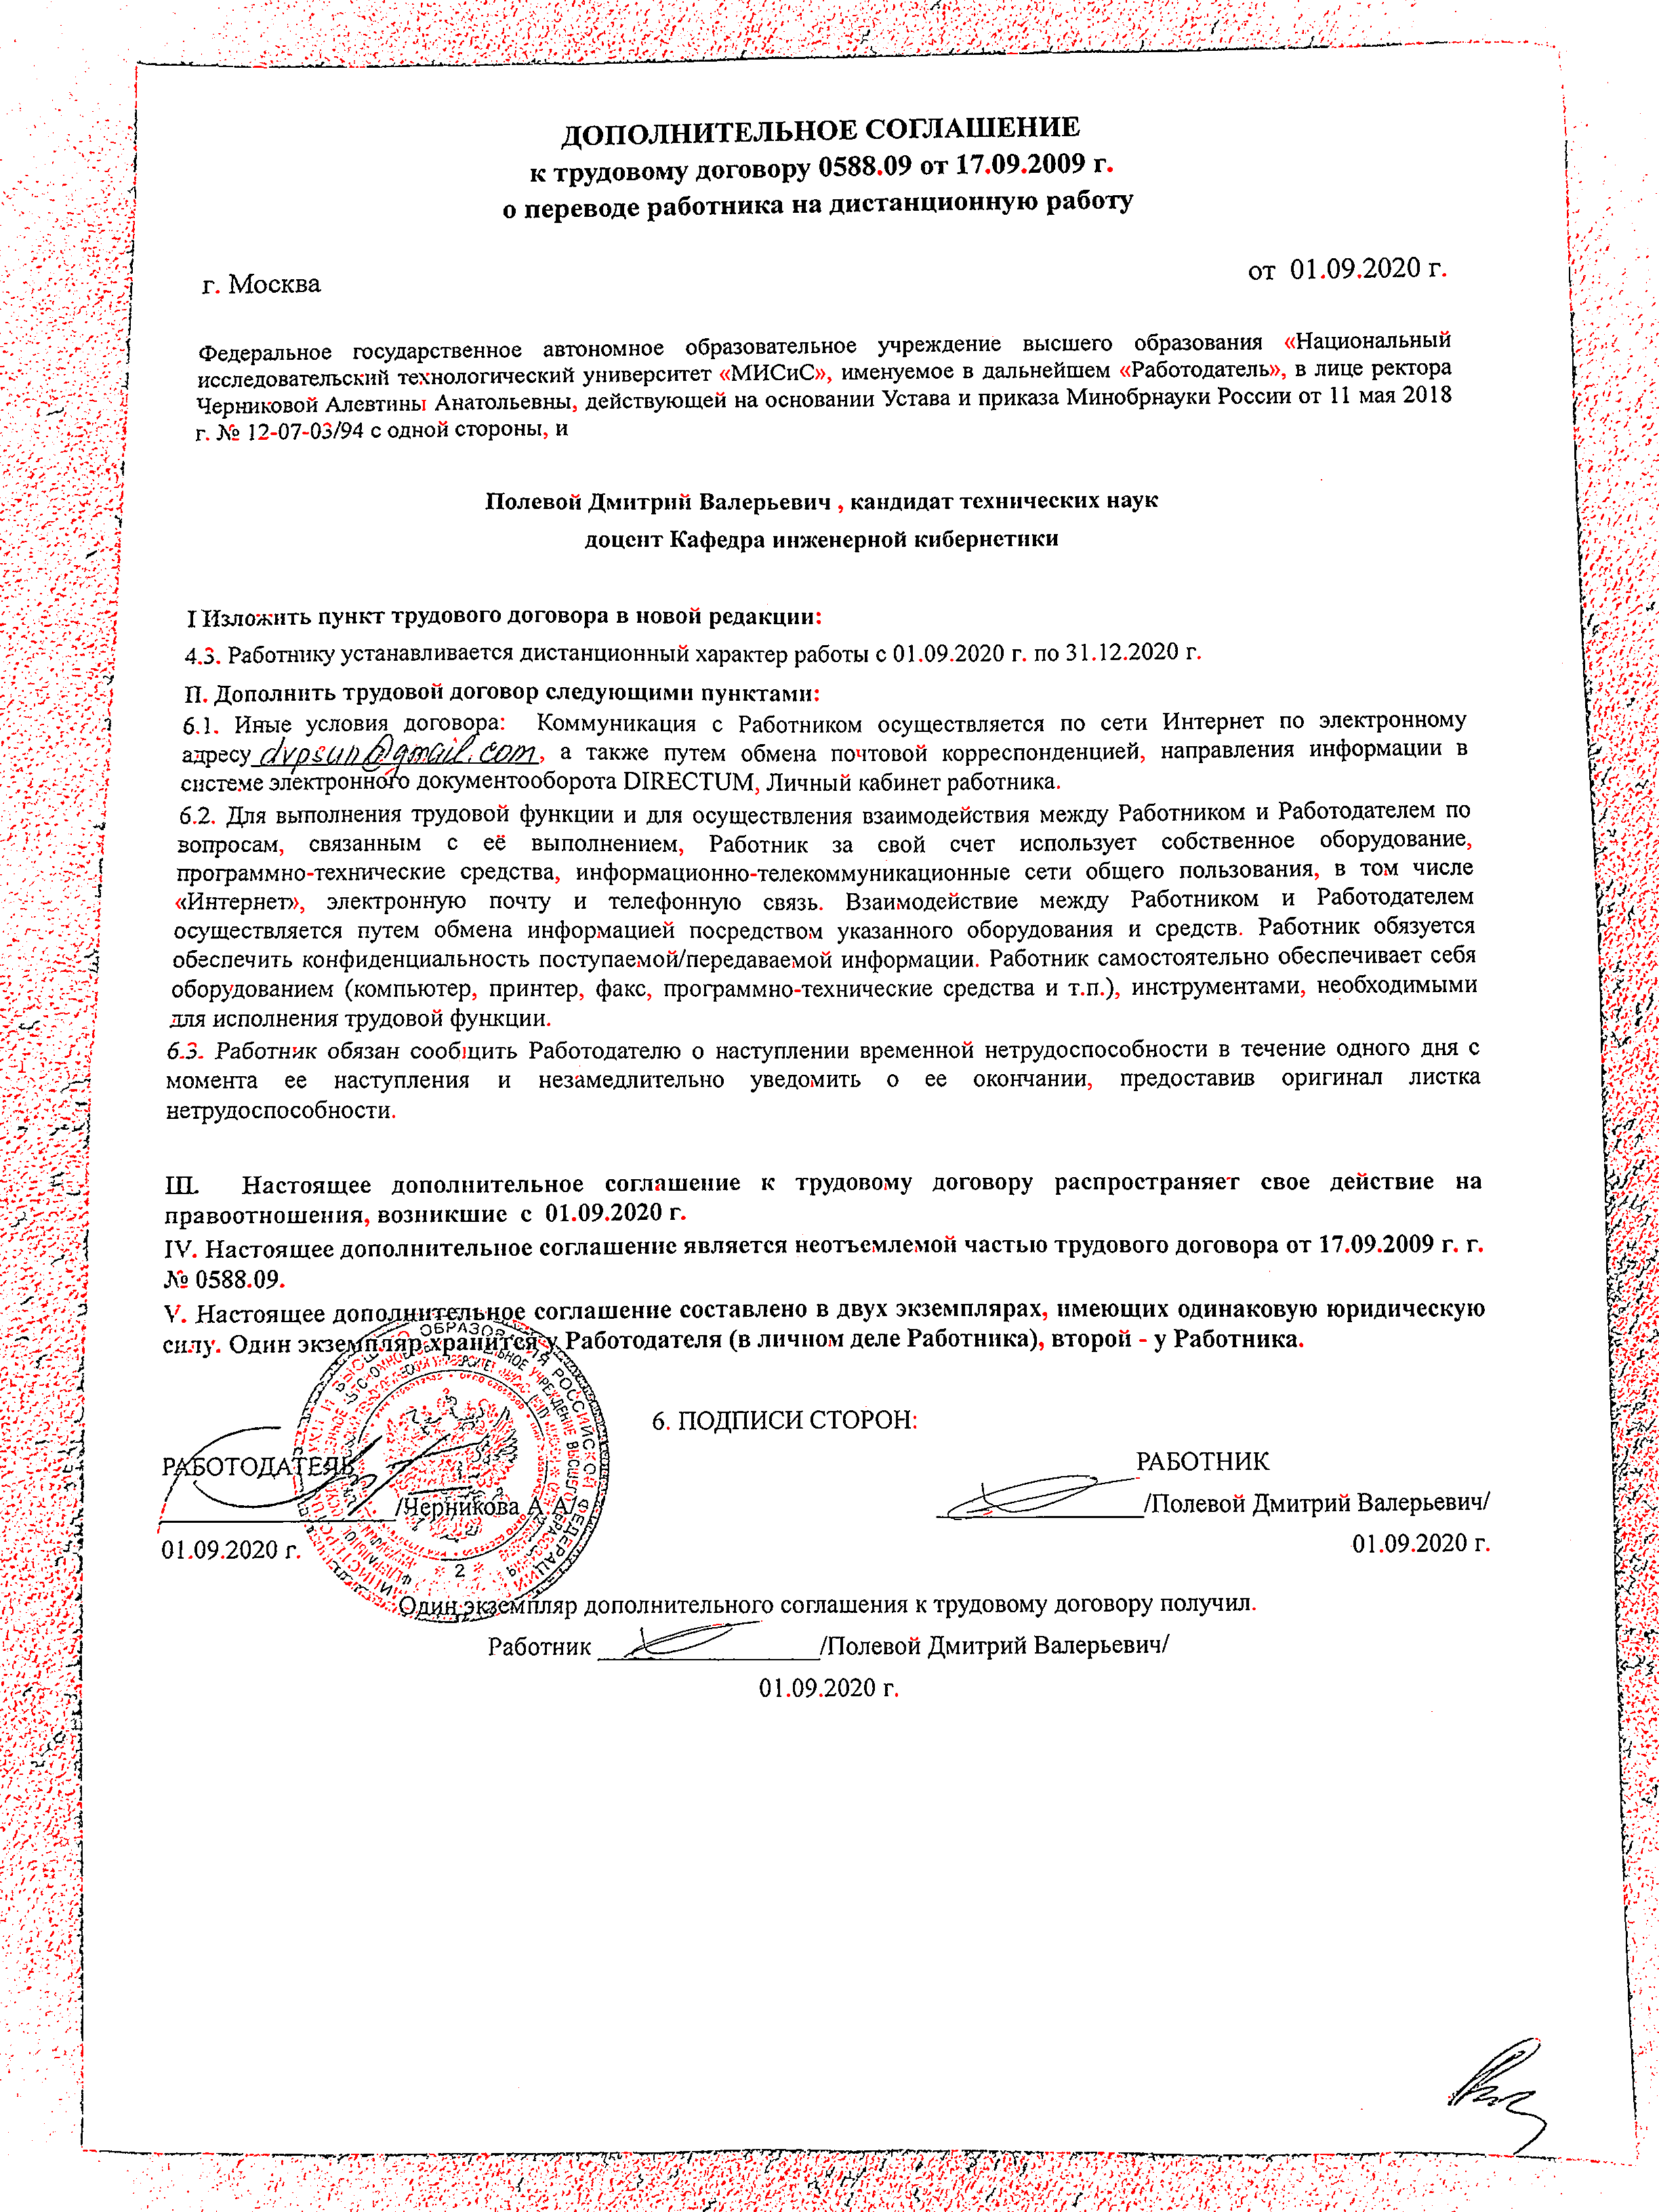 ДОПОЛНИТЕЛЬНОЕ СОГЛАШЕНИЕ
к трудовому договору 0588.09 от 17.09.2009 г.
о переводе работника на дистанционную работу
г. Москва
от 01.09.2020 г.
Федеральное государственное автономное образовательное учреждение высшего образования «Национальный
исследовательский технологический университет «МИСиС», именуемое в дальнейшем «Работодатель», в лице ректора
Черниковой Алевтины Анатольевны, действующей на основании Устава и приказа Минобрнауки России от 11 мая 2018
г. № 12-07-03/94 с одной стороны, и
Полевой Дмитрий Валерьевич , кандидат технических наук
доцент Кафедра инженерной кибернетики
I Изложить пункт трудового договора в новой редакции:
4.3. Работнику устанавливается дистанционный характер работы с 01.09.2020 г. по 31.12.2020 г.
II. Дополнить трудовой договор следующими пунктами:
6.1. Иные условия договора: Коммуникация с Работником осуществляется по сети Интернет по электронному
адресу dvpsun@gmail.com, а также путем обмена почтовой корреспонденцией, направления информации в
системе электронного документооборота DIRECTUM, Личный кабинет работника.
6.2. Для выполнения трудовой функции и для осуществления взаимодействия между Работником и Работодателем по
вопросам, связанным с её выполнением, Работник за свой счет использует собственное оборудование,
программно-технические средства, информационно-телекоммуникационные сети общего пользования, в том числе
«Интернет», электронную почту и телефонную связь. Взаимодействие между Работником и Работодателем
осуществляется путем обмена информацией посредством указанного оборудования и средств. Работник обязуется
обеспечить конфиденциальность поступаемой/передаваемой информации. Работник самостоятельно обеспечивает себя
оборудованием (компьютер, принтер, факс, программно-технические средства и т.п.), инструментами, необходимыми
для исполнения трудовой функции.
6.3. Работник обязан сообщить Работодателю о наступлении временной нетрудоспособности в течение одного дня с
момента ее наступления и незамедлительно уведомить о ее окончании, предоставив оригинал листка
нетрудоспособности.
III. Настоящее дополнительное соглашение к трудовому договору распространяет свое действие на
правоотношения, возникшие с 01.09.2020 г.
IV. Настоящее дополнительное соглашение является неотъемлемой частью трудового договора от 17.09.2009 г. г.
№ 0588.09.
V. Настоящее дополнительное соглашение составлено в двух экземплярах, имеющих одинаковую юридическую
силу. Один экземпляр хранится у Работодателя (в личном деле Работника), второй - у Работника.
6. ПОДПИСИ СТОРОН:
РАБОТОДАТЕЛЬ
РАБОТНИК
/Черникова А.А./
/Полевой Дмитрий Валерьевич/
01.09.2020 г.
01.09.2020 г.
Один экземпляр дополнительного соглашения к трудовому договору получил.
Работник /Полевой Дмитрий Валерьевич/
01.09.2020 г.